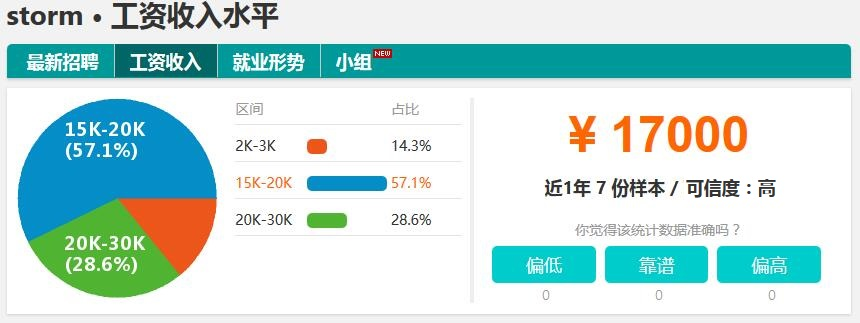 storm • 工资收入水平
最新招聘 工资收入 就业形势 小组 NEW
15K-20K
(57.1%)
20K-30K
(28.6%)
区间 占比
2K-3K 14.3%
15K-20K 57.1%
20K-30K 28.6%
¥ 17000
近1年 7 份样本 / 可信度：高
你觉得该统计数据准确吗？
偏低 靠谱 偏高
0 0 0